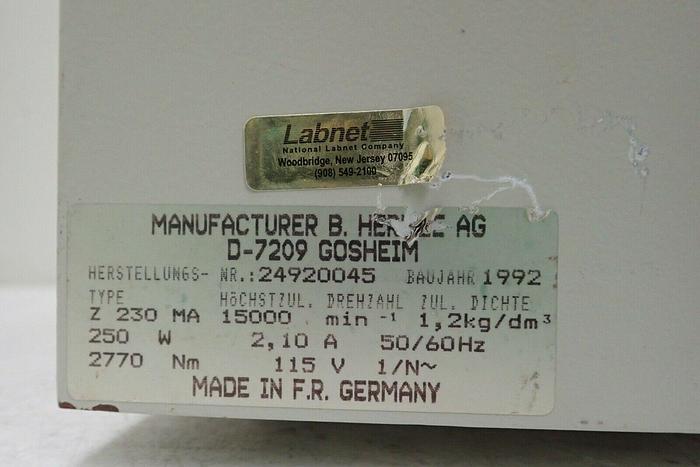 Labnet
National Labnet Company
Woodbridge, New Jersey 07095
(908) 549-2100
MANUFACTURER B. AG
D-7209 GOSHEIM
HERSTELLUNGS- NR.: 24920045 BAUJAHR 1992
TYPE HÖCHSTZUL. DREHZAHL ZUL. DICHTE
Z 230 MA 15000 min⁻¹ 1,2kg/dm³
250 W 2,10 A 50/60Hz
2770 Nm 115 V 1/N~
MADE IN F.R. GERMANY